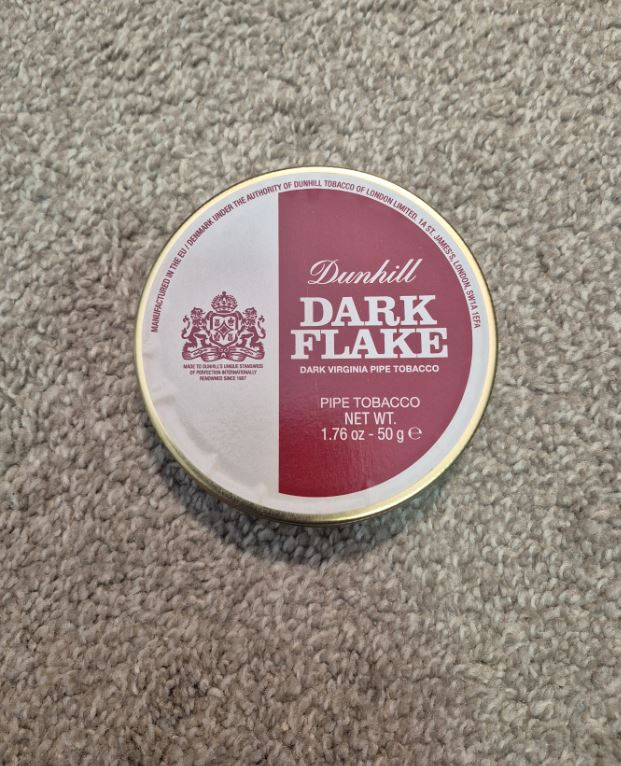 MANUFACTURED IN THE EU / DENMARK UNDER THE AUTHORITY OF DUNHILL TOBACCO OF LONDON LIMITED, 1A ST. JAMES'S, LONDON, SW1A 1EFA
Dunhill
DARK
FLAKE
DARK VIRGINIA PIPE TOBACCO
PIPE TOBACCO
NET WT.
1.76 oz - 50 g ℮
MADE TO DUNHILL'S UNIQUE STANDARDS
OF PERFECTION INTERNATIONALLY
RENOWNED SINCE 1907